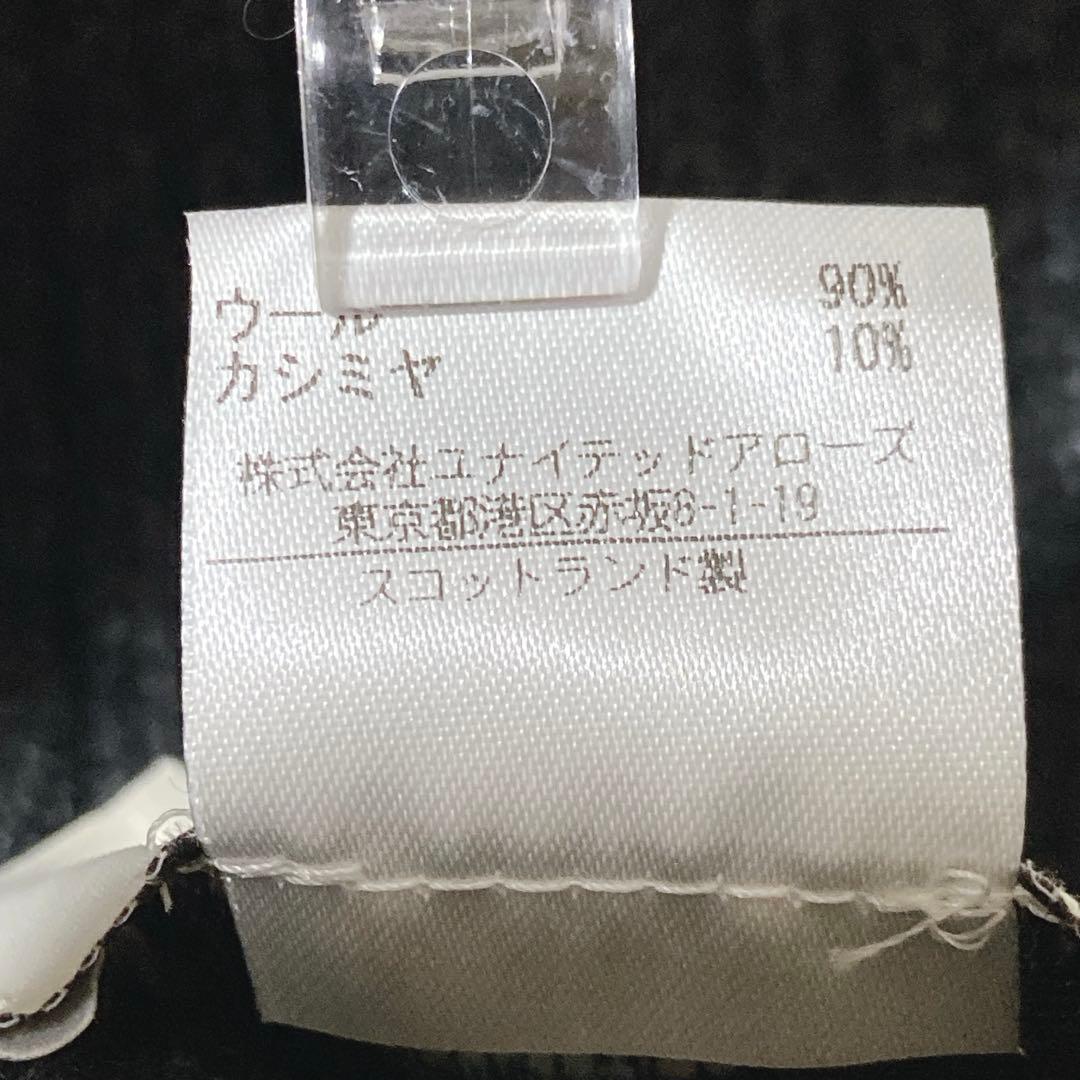 ウール 90%
カシミヤ 10%
株式会社ユナイテッドアローズ
東京都港区赤坂8-1-19
スコットランド製